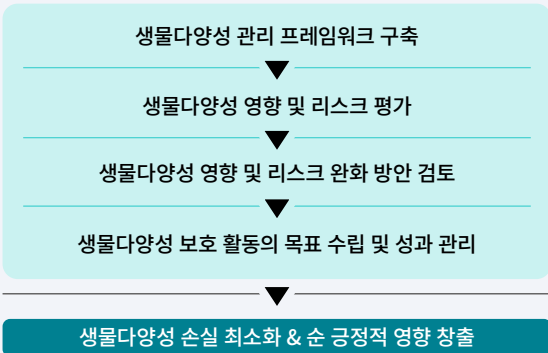 생물다양성 관리 프레임워크 구축
생물다양성 영향 및 리스크 평가
생물다양성 영향 및 리스크 완화 방안 검토
생물다양성 보호 활동의 목표 수립 및 성과 관리
생물다양성 손실 최소화 & 순 긍정적 영향 창출